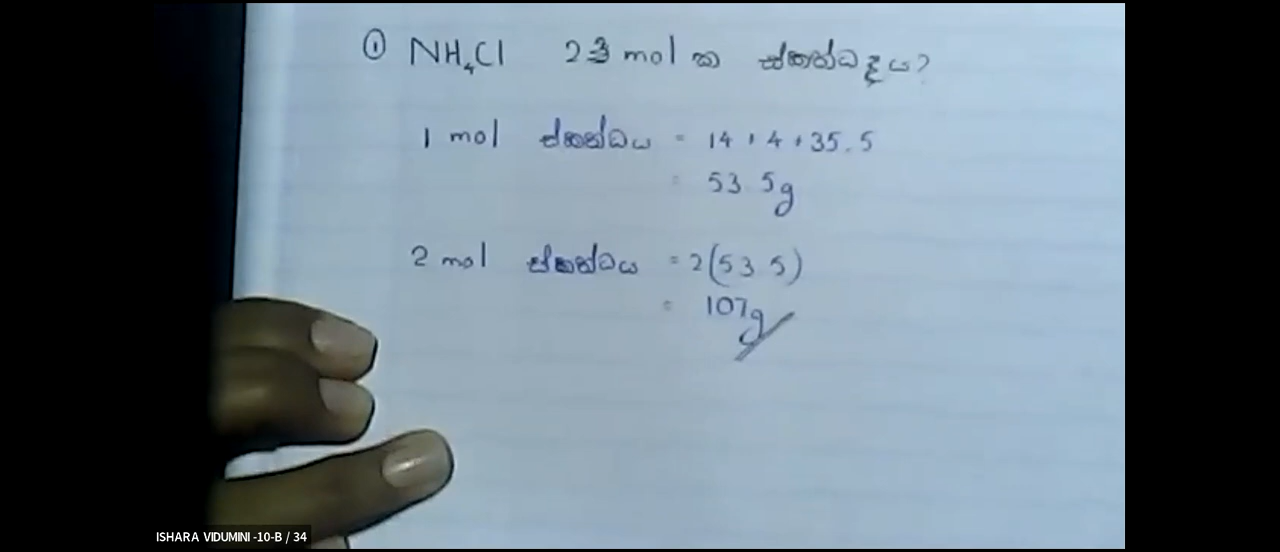 ① NH₄Cl 2 mol ක ස්කන්ධය?
1 mol ස්කන්ධය = 14 + 4 + 35.5
= 53.5g
2 mol ස්කන්ධය = 2(53.5)
= 107g
ISHARA VIDUMINI -10-B / 34